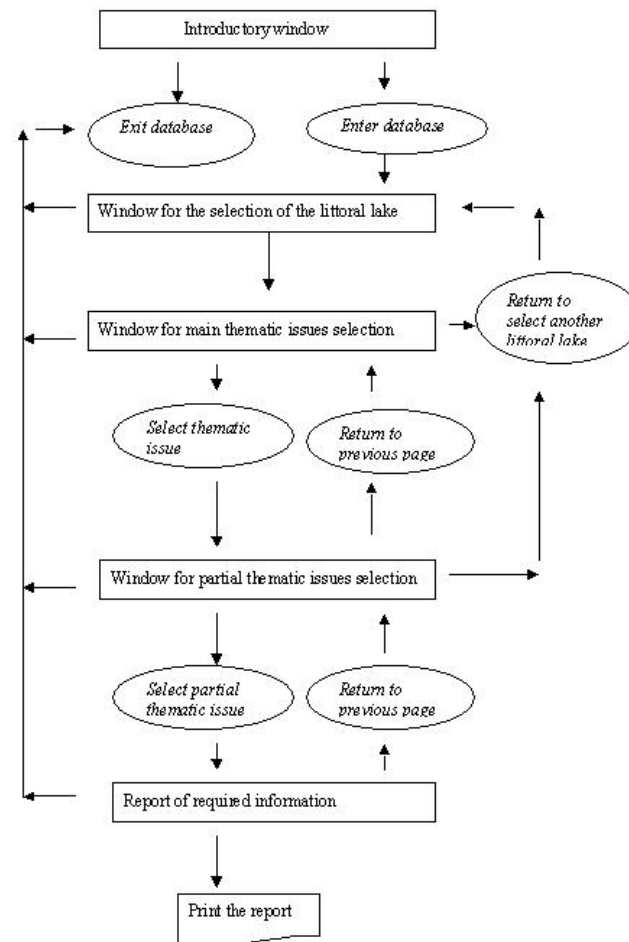 Introductory window
Exit database
Enter database
Window for the selection of the littoral lake
Return to
select another
littoral lake
Window for main thematic issues selection
Select thematic
issue
Return to
previous page
Window for partial thematic issues selection
Select partial
thematic issue
Return to
previous page
Report of required information
Print the report